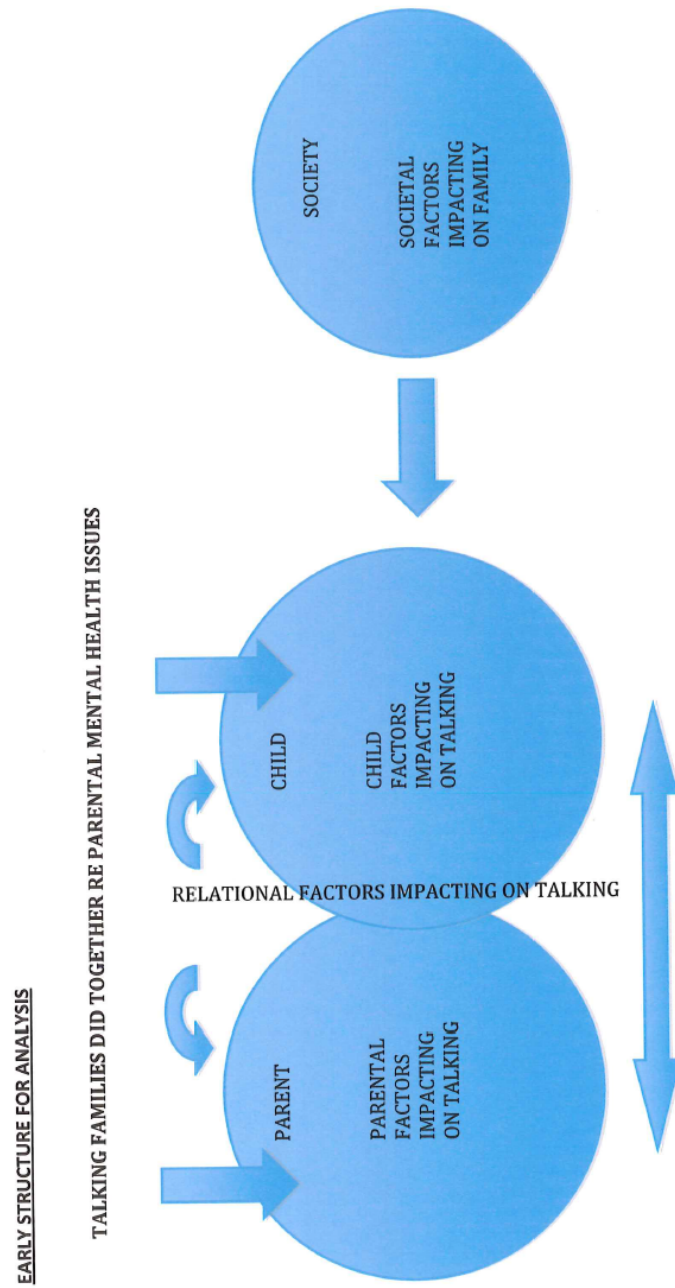 EARLY STRUCTURE FOR ANALYSIS
TALKING FAMILIES DID TOGETHER RE PARENTAL MENTAL HEALTH ISSUES
PARENT
PARENTAL
FACTORS
IMPACTING
ON TALKING
RELATIONAL FACTORS IMPACTING ON TALKING
CHILD
CHILD
FACTORS
IMPACTING
ON TALKING
SOCIETY
SOCIETAL
FACTORS
IMPACTING
ON FAMILY